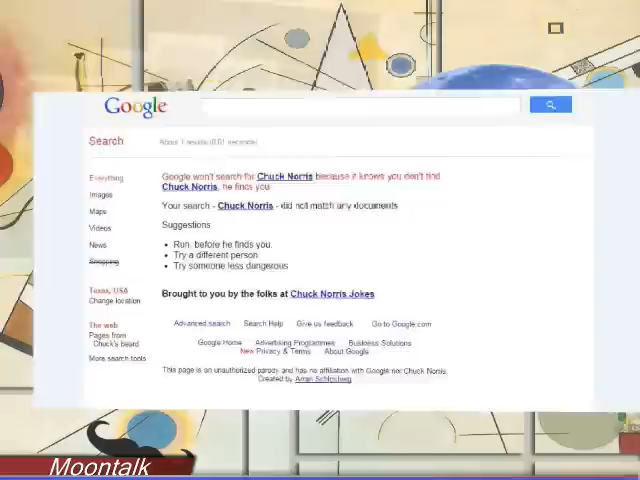 Google
Search
About 1 results (0.01 seconds)
Everything
Images
Maps
Videos
News
Shopping
Texas, USA
Change location
The web
Pages from
Chuck's beard
More search tools
Google won't search for Chuck Norris because it knows you don't find
Chuck Norris, he finds you.
Your search - Chuck Norris - did not match any documents
Suggestions
Run, before he finds you.
Try a different person
Try someone less dangerous
Brought to you by the folks at Chuck Norris Jokes
Advanced search Search Help Give us feedback Go to Google.com
Google Home Advertising Programmes Business Solutions
New Privacy & Terms About Google
This page is an unauthorized parody and has no affiliation with Google nor Chuck Norris.
Created by Arran Schlosberg
Moontalk